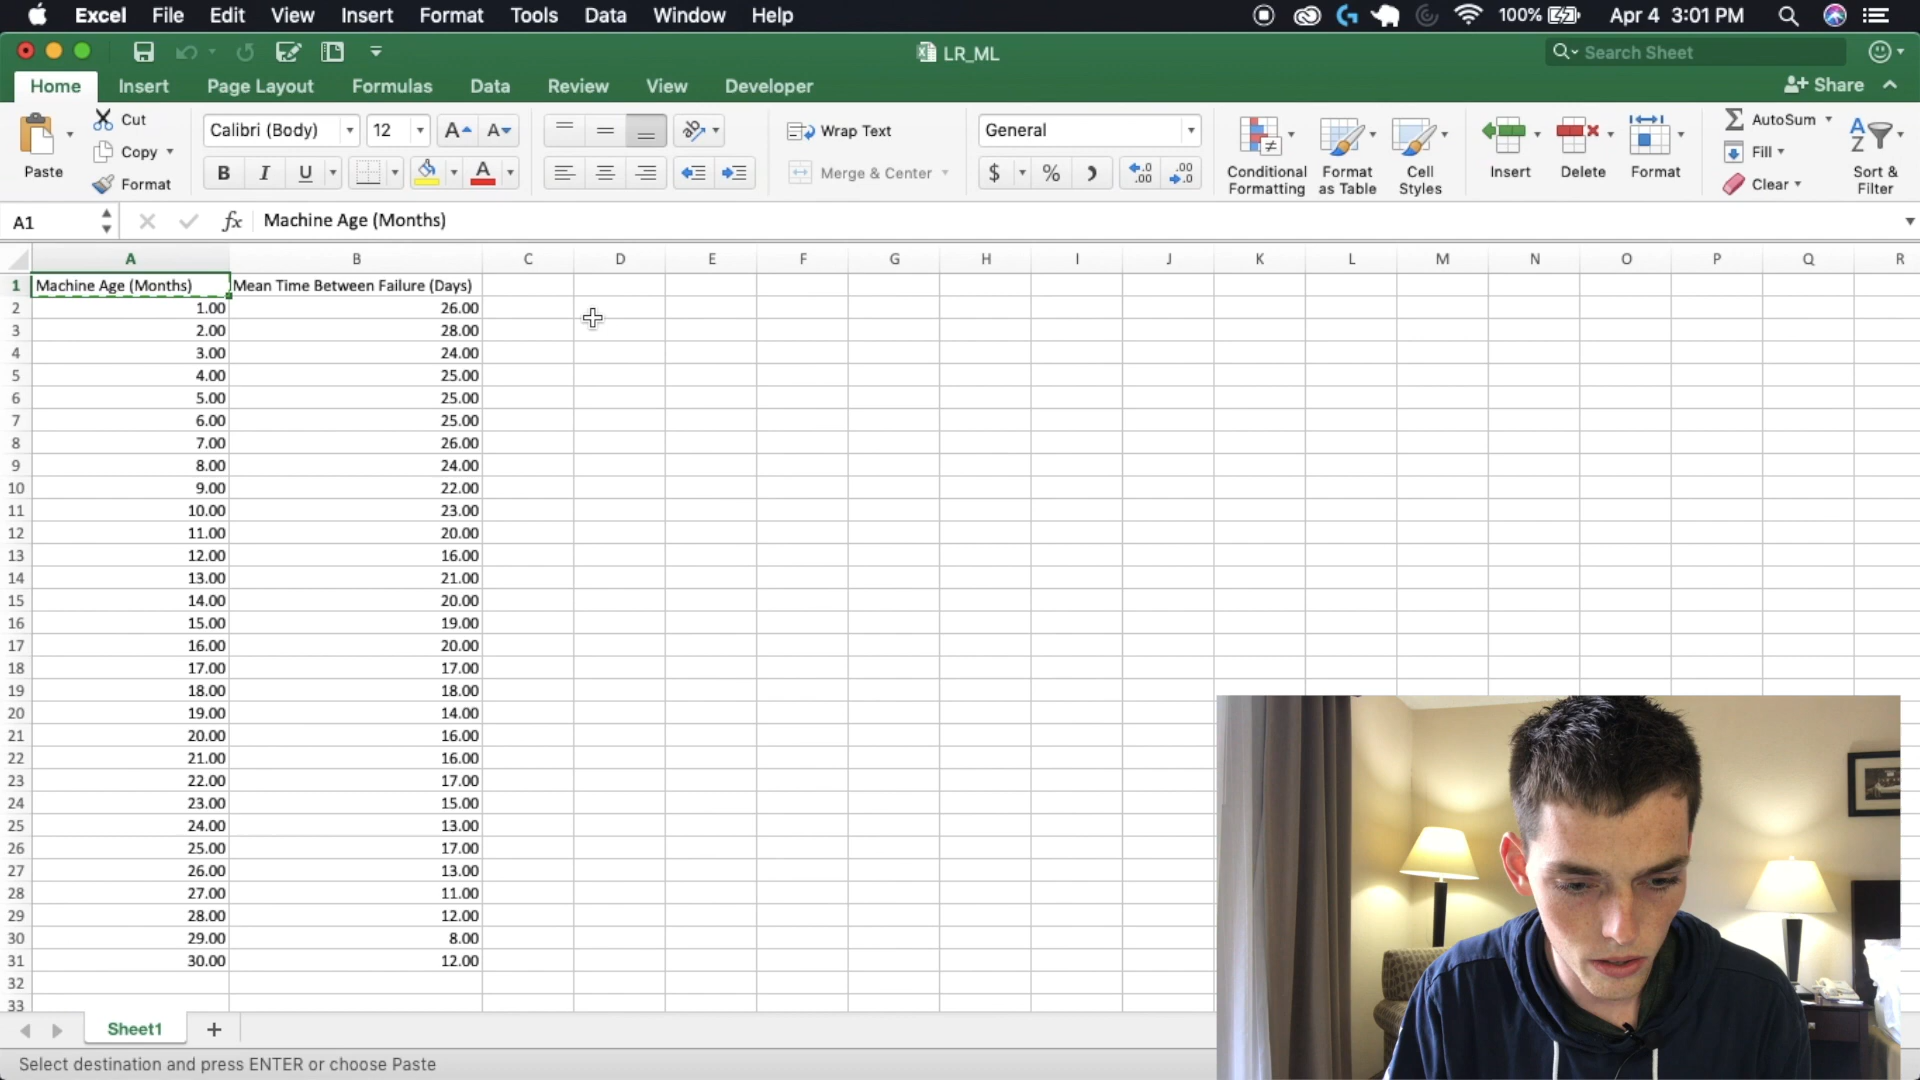 Excel File Edit View Insert Format Tools Data Window Help 100% Apr 4 3:01 PM
LR_ML Search Sheet
Home Insert Page Layout Formulas Data Review View Developer Share
Cut Calibri (Body) 12 A A Wrap Text General AutoSum
Copy Fill
Paste Format B I U A Merge & Center $ % Conditional Formatting Format as Table Cell Styles Insert Delete Format Clear Sort & Filter
A1 fx Machine Age (Months)
A B C D E F G H I J K L M N O P Q R
1 Machine Age (Months) Mean Time Between Failure (Days)
2 1.00 26.00
3 2.00 28.00
4 3.00 24.00
5 4.00 25.00
6 5.00 25.00
7 6.00 25.00
8 7.00 26.00
9 8.00 24.00
10 9.00 22.00
11 10.00 23.00
12 11.00 20.00
13 12.00 16.00
14 13.00 21.00
15 14.00 20.00
16 15.00 19.00
17 16.00 20.00
18 17.00 17.00
19 18.00 18.00
20 19.00 14.00
21 20.00 16.00
22 21.00 16.00
23 22.00 17.00
24 23.00 15.00
25 24.00 13.00
26 25.00 17.00
27 26.00 13.00
28 27.00 11.00
29 28.00 12.00
30 29.00 8.00
31 30.00 12.00
32
33
Sheet1 +
Select destination and press ENTER or choose Paste